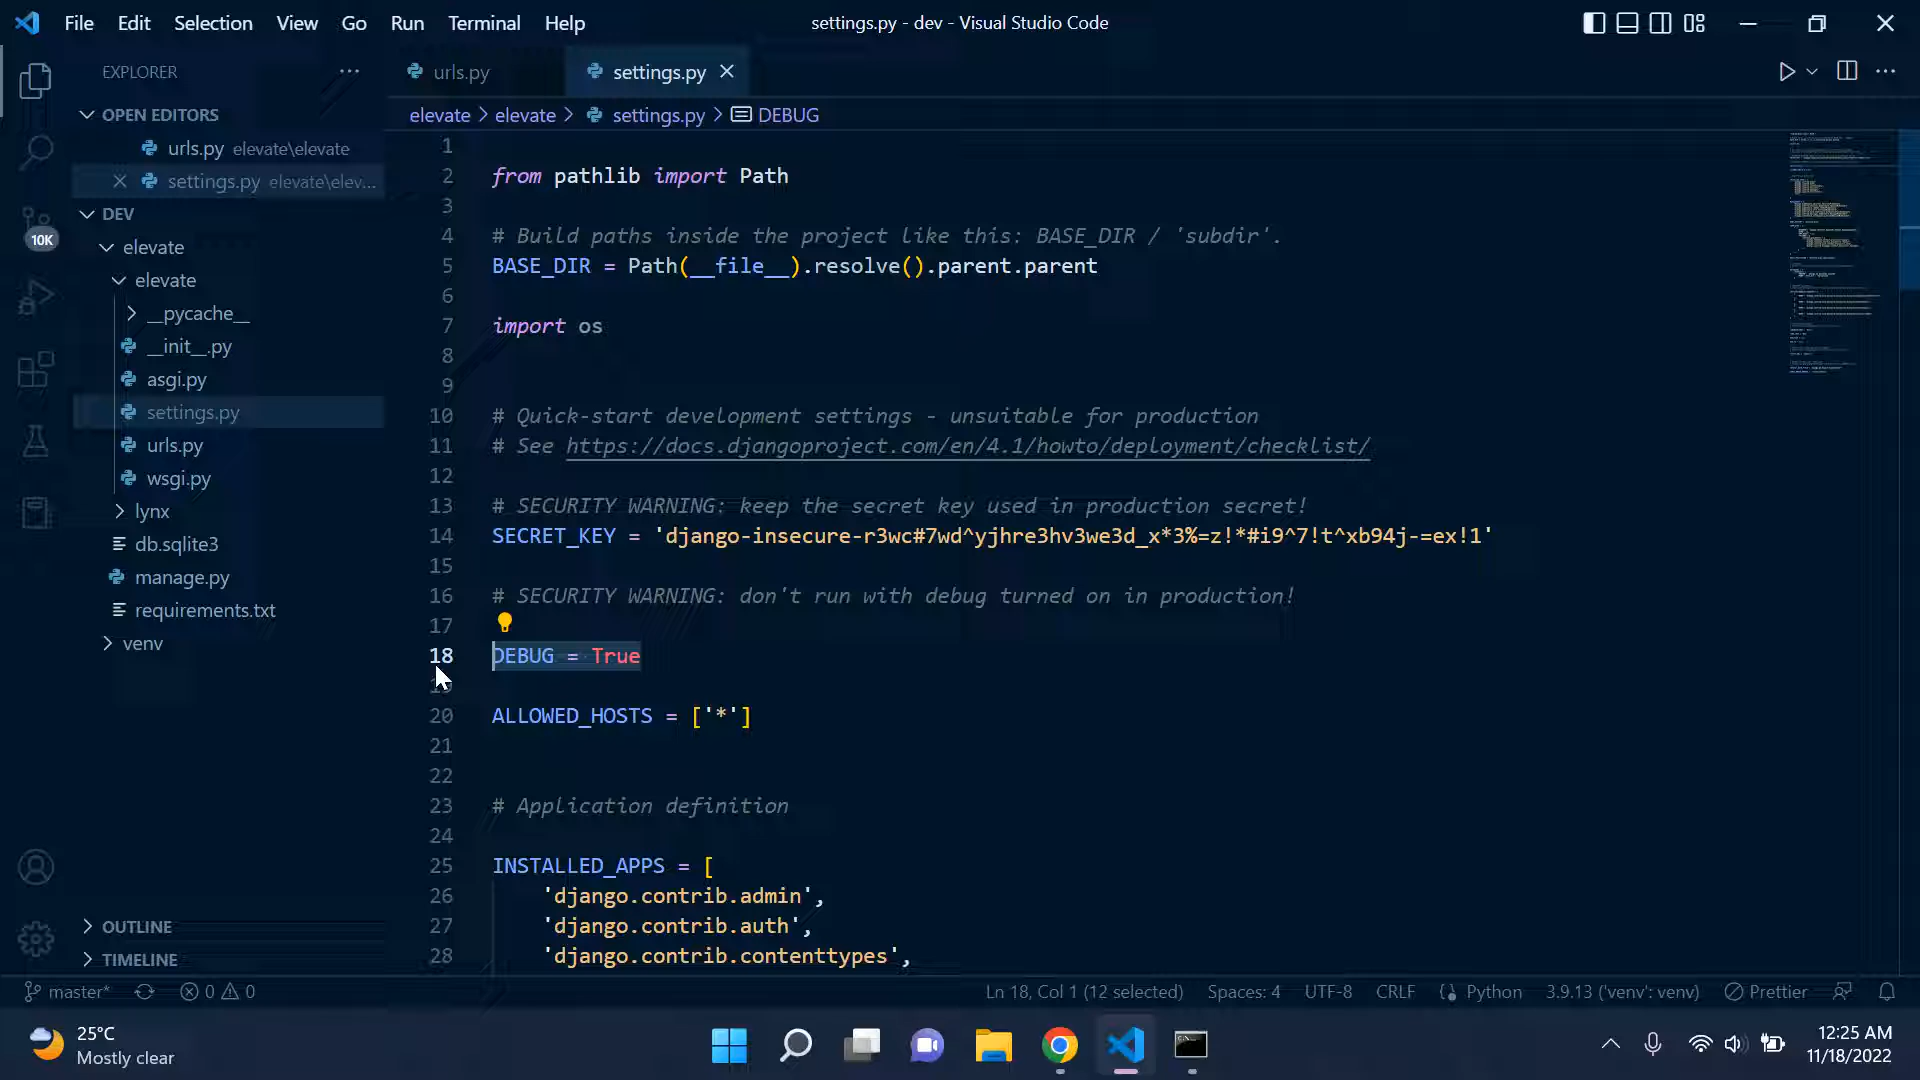 File Edit Selection View Go Run Terminal Help
settings.py - dev - Visual Studio Code
EXPLORER
OPEN EDITORS
urls.py elevate\elevate
settings.py elevate\elev...
DEV
elevate
elevate
__pycache__
__init__.py
asgi.py
settings.py
urls.py
wsgi.py
lynx
db.sqlite3
manage.py
requirements.txt
venv
OUTLINE
TIMELINE
10K
urls.py
settings.py
elevate > elevate > settings.py > DEBUG
1
2 from pathlib import Path
3
4 # Build paths inside the project like this: BASE_DIR / 'subdir'.
5 BASE_DIR = Path(__file__).resolve().parent.parent
6
7 import os
8
9
10 # Quick-start development settings - unsuitable for production
11 # See https://docs.djangoproject.com/en/4.1/howto/deployment/checklist/
12
13 # SECURITY WARNING: keep the secret key used in production secret!
14 SECRET_KEY = 'django-insecure-r3wc#7wd^yjhre3hv3we3d_x*3%=z!*#i9^7!t^xb94j-=ex!1'
15
16 # SECURITY WARNING: don't run with debug turned on in production!
17
18 DEBUG = True
19
20 ALLOWED_HOSTS = ['*']
21
22
23 # Application definition
24
25 INSTALLED_APPS = [
26 'django.contrib.admin',
27 'django.contrib.auth',
28 'django.contrib.contenttypes',
master* 0 0
Ln 18, Col 1 (12 selected) Spaces: 4 UTF-8 CRLF Python 3.9.13 ('venv': venv) Prettier
25°C
Mostly clear
12:25 AM
11/18/2022